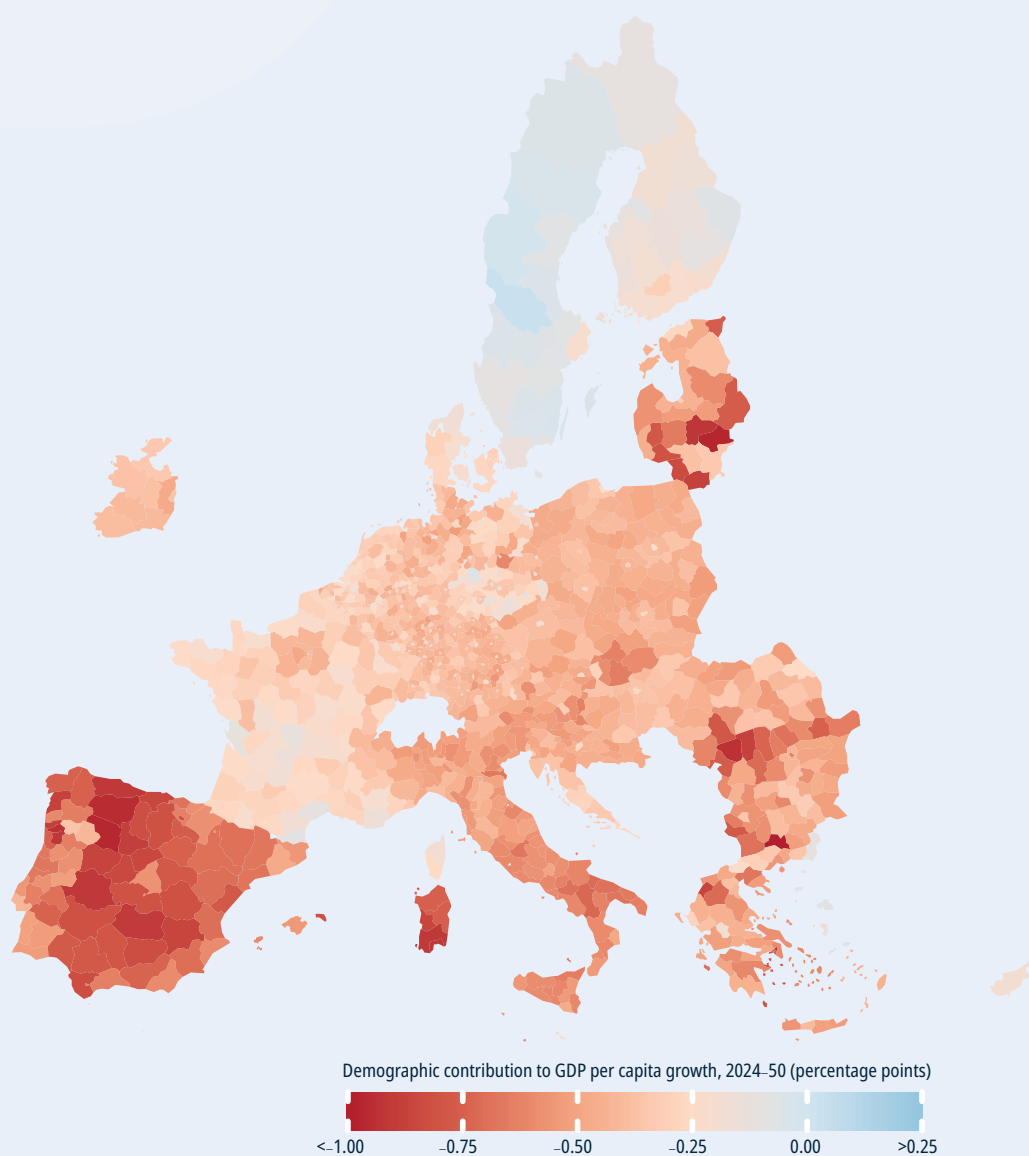 Demographic contribution to GDP per capita growth, 2024–50 (percentage points)
<–1.00 –0.75 –0.50 –0.25 0.00 >0.25